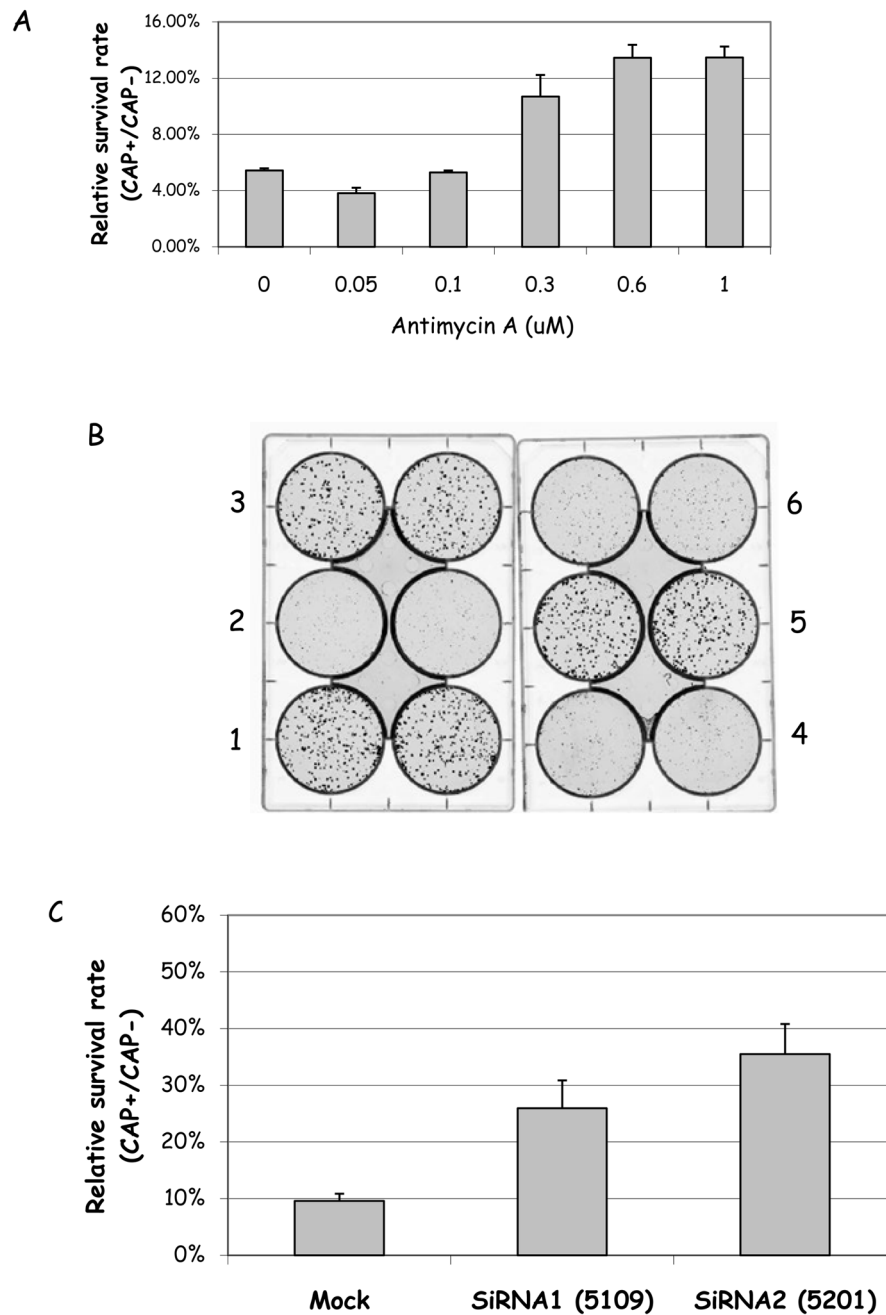 A
Relative survival rate
(CAP+/CAP-)
16.00%
12.00%
8.00%
4.00%
0.00%
0 0.05 0.1 0.3 0.6 1
Antimycin A (uM)
B
3 6
2 5
1 4
C
Relative survival rate
(CAP+/CAP-)
60%
50%
40%
30%
20%
10%
0%
Mock SiRNA1 (5109) SiRNA2 (5201)